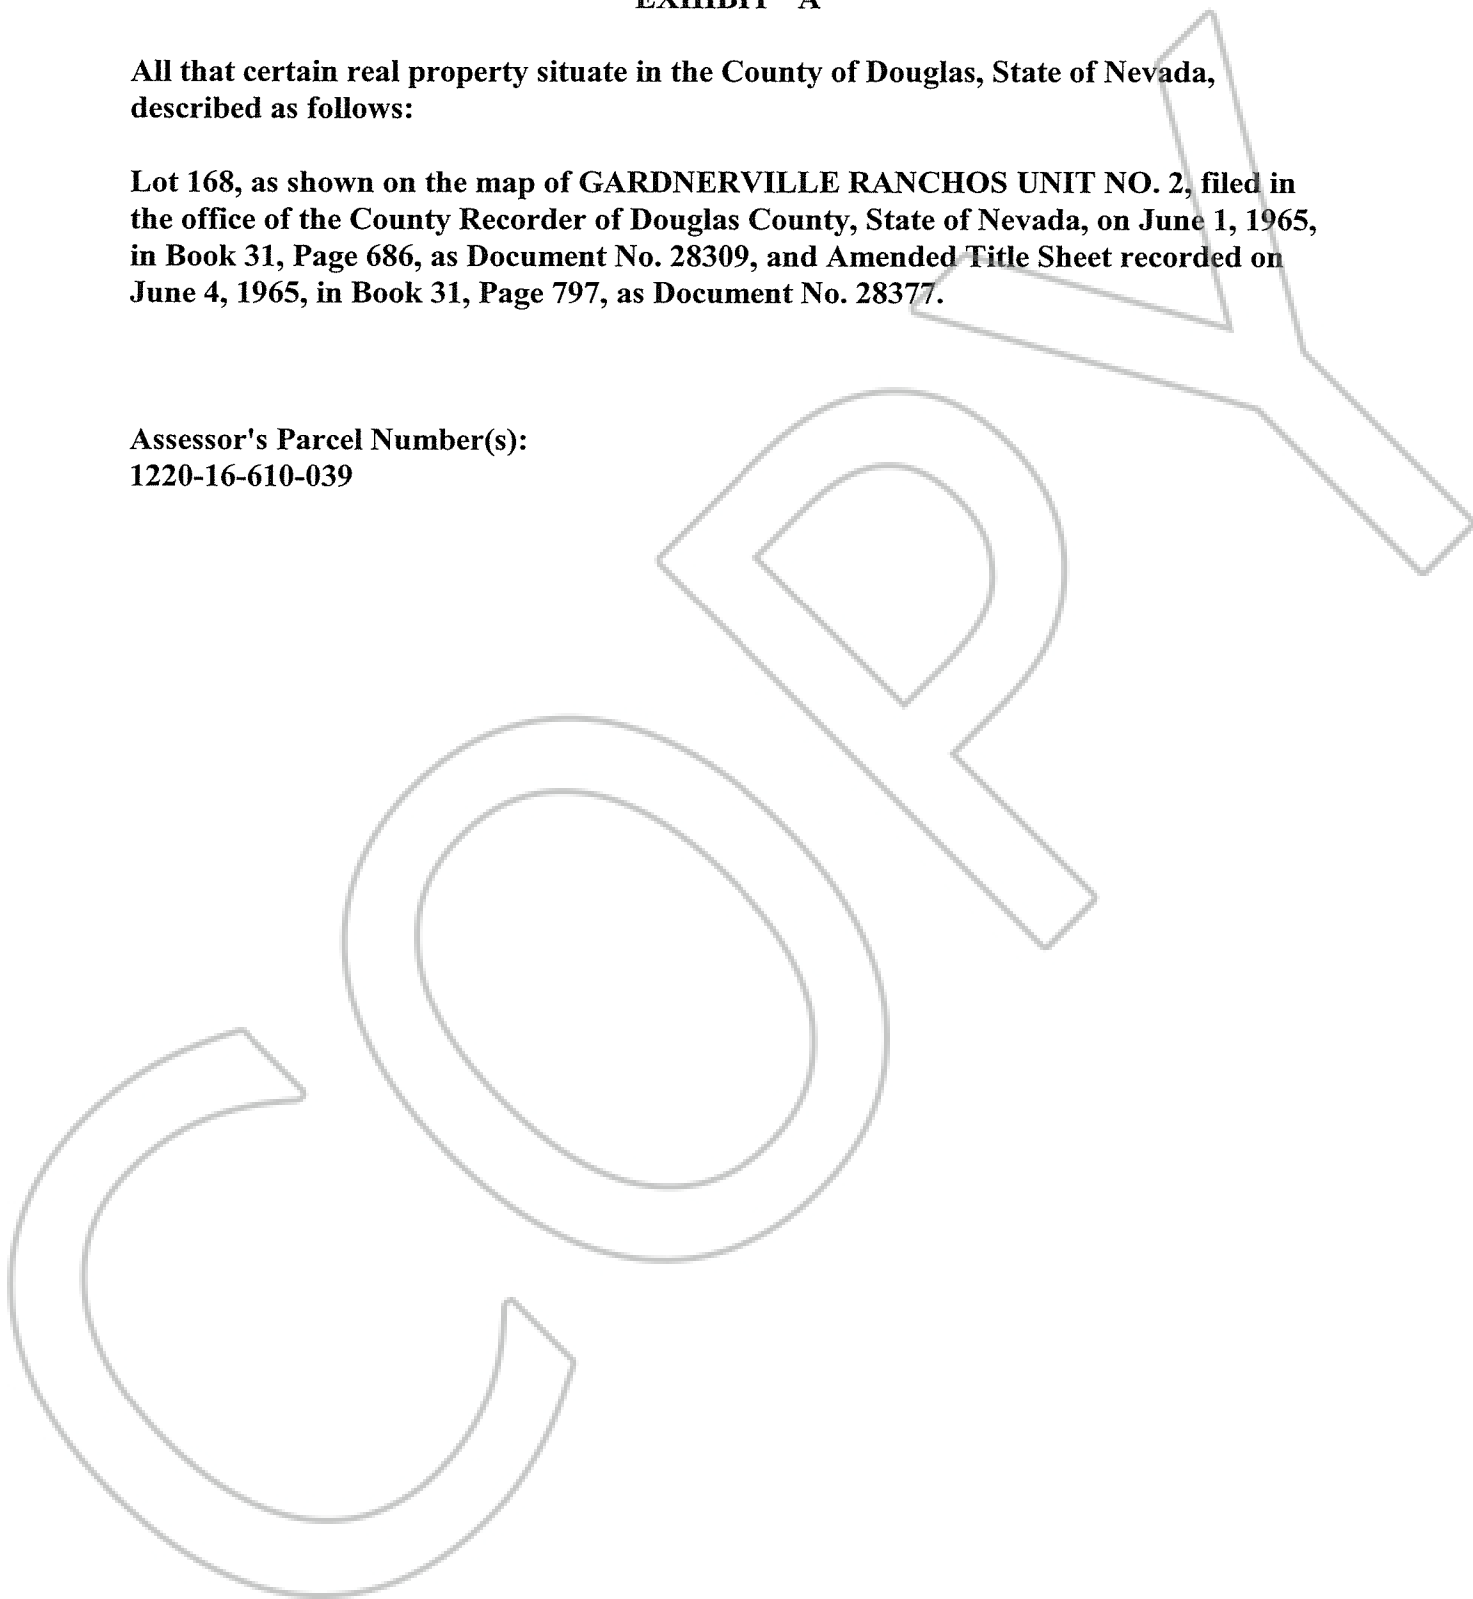 EXHIBIT "A"
All that certain real property situate in the County of Douglas, State of Nevada,
described as follows:
Lot 168, as shown on the map of GARDNERVILLE RANCHOS UNIT NO. 2, filed in
the office of the County Recorder of Douglas County, State of Nevada, on June 1, 1965,
in Book 31, Page 686, as Document No. 28309, and Amended Title Sheet recorded on
June 4, 1965, in Book 31, Page 797, as Document No. 28377.
Assessor's Parcel Number(s):
1220-16-610-039
COPY